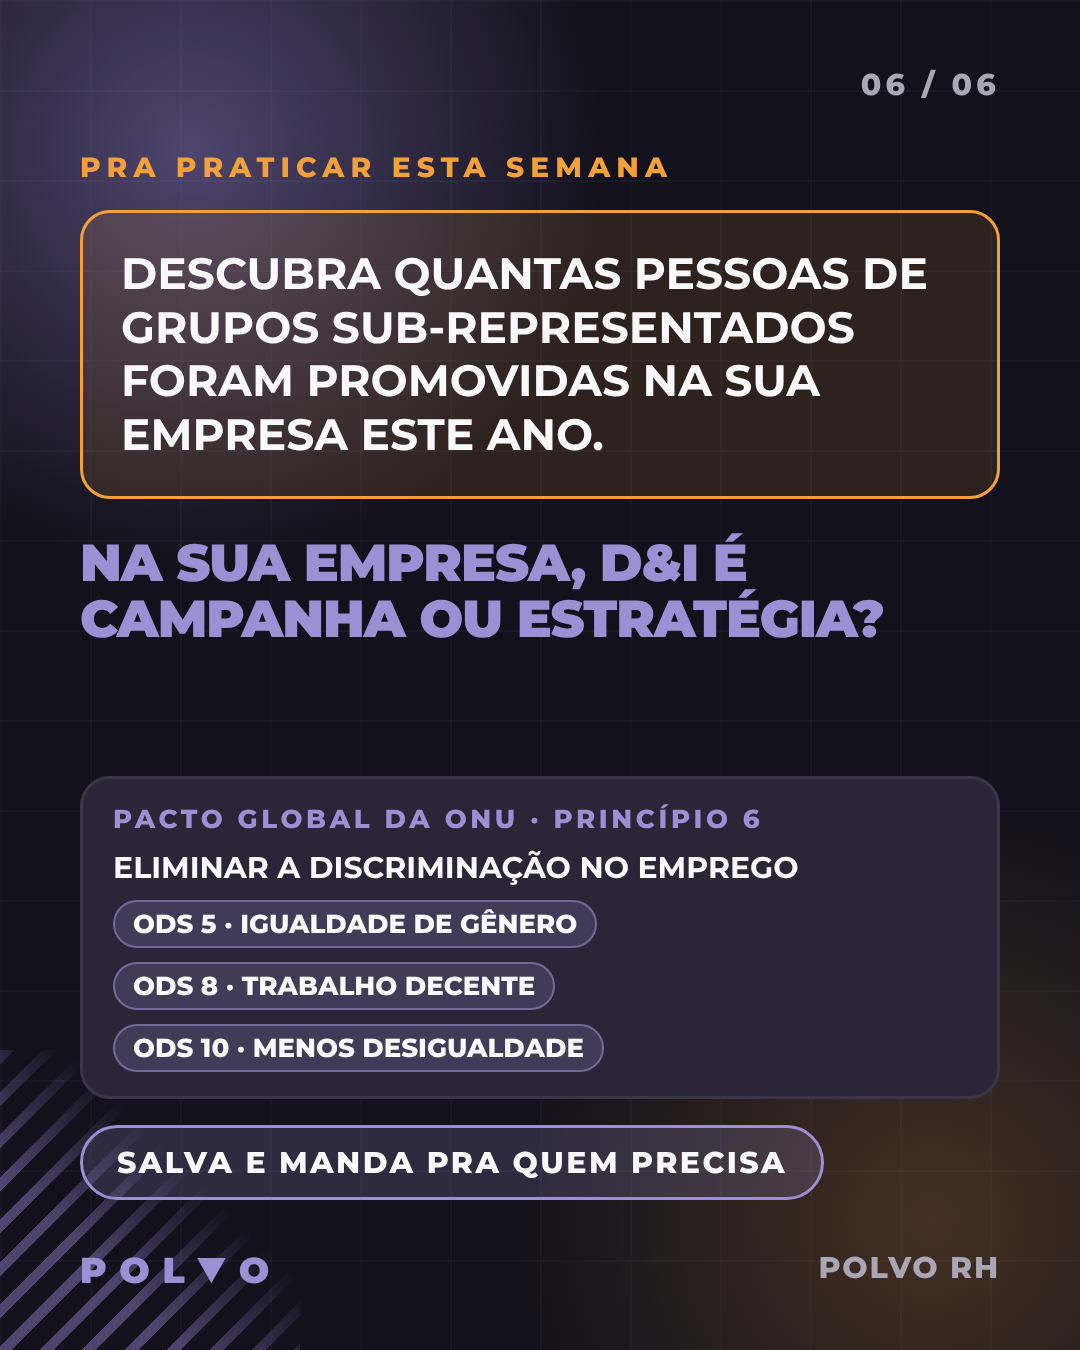 06 / 06
PRA PRATICAR ESTA SEMANA
DESCUBRA QUANTAS PESSOAS DE
GRUPOS SUB-REPRESENTADOS
FORAM PROMOVIDAS NA SUA
EMPRESA ESTE ANO.
NA SUA EMPRESA, D&I É
CAMPANHA OU ESTRATÉGIA?
PACTO GLOBAL DA ONU · PRINCÍPIO 6
ELIMINAR A DISCRIMINAÇÃO NO EMPREGO
ODS 5 · IGUALDADE DE GÊNERO
ODS 8 · TRABALHO DECENTE
ODS 10 · MENOS DESIGUALDADE
SALVA E MANDA PRA QUEM PRECISA
POL▼O
POLVO RH